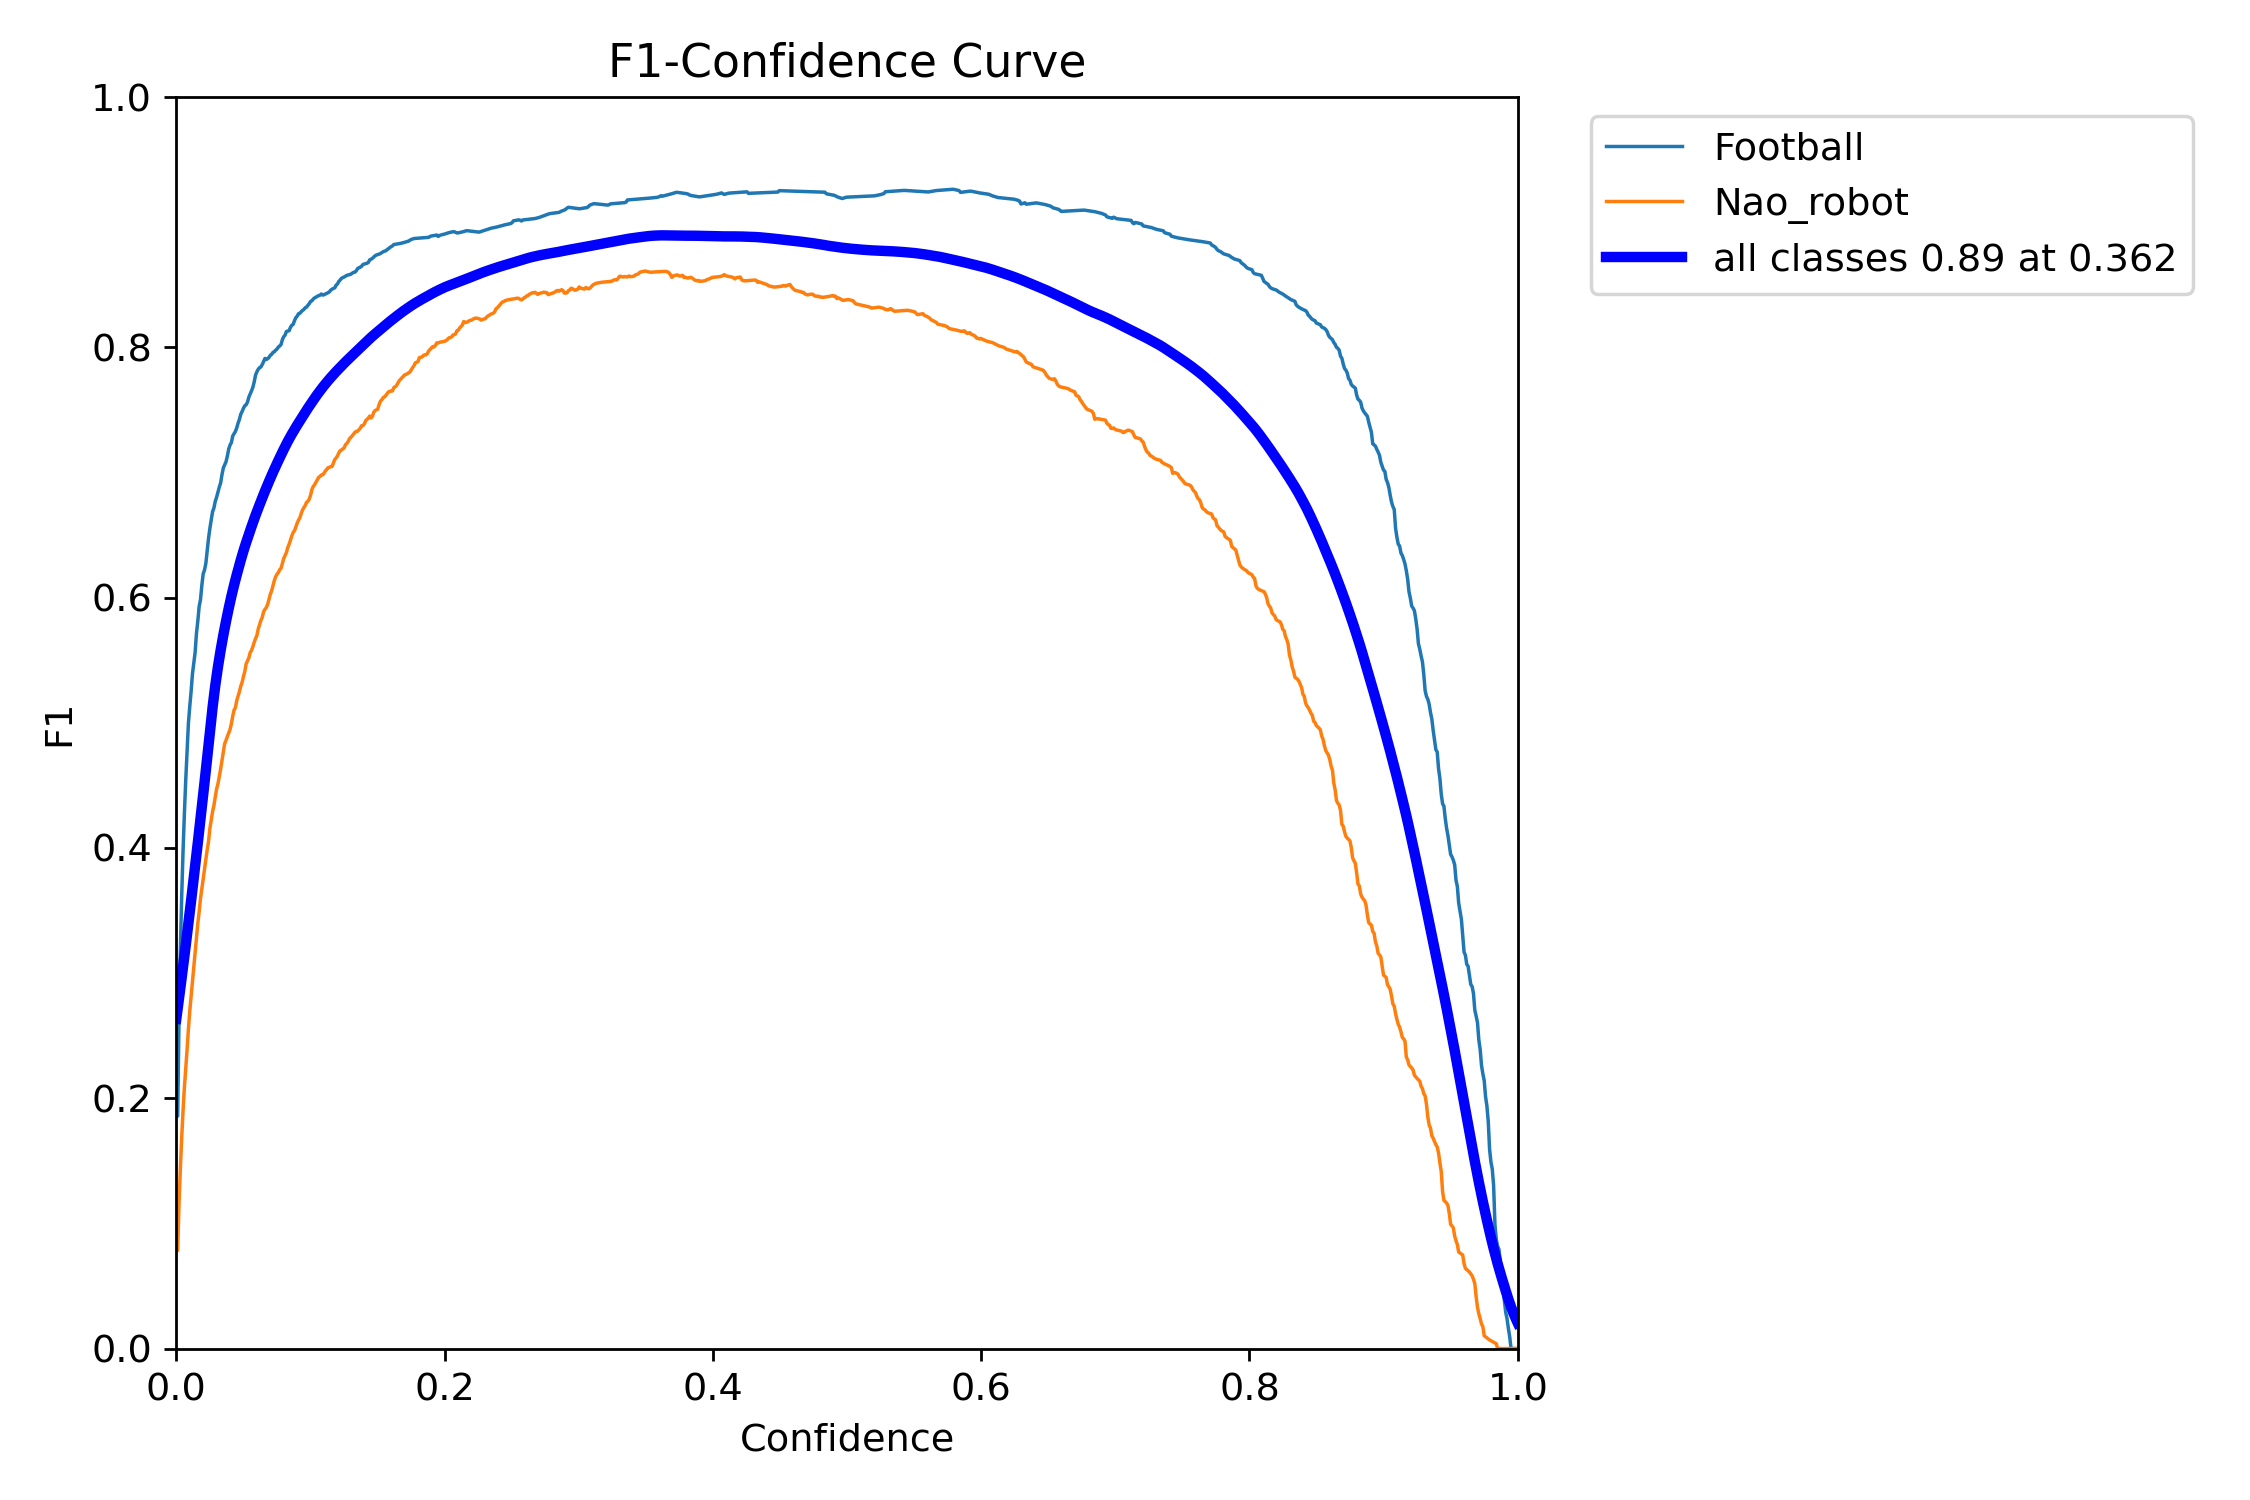 F1-Confidence Curve
1.0
0.8
0.6
0.4
0.2
0.0
F1
0.0 0.2 0.4 0.6 0.8 1.0
Confidence
Football
Nao_robot
all classes 0.89 at 0.362